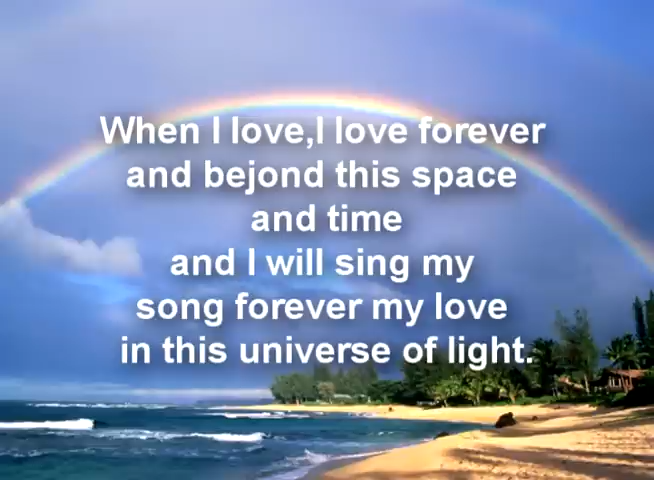 When I love,I love forever
and bejond this space
and time
and I will sing my
song forever my love
in this universe of light.